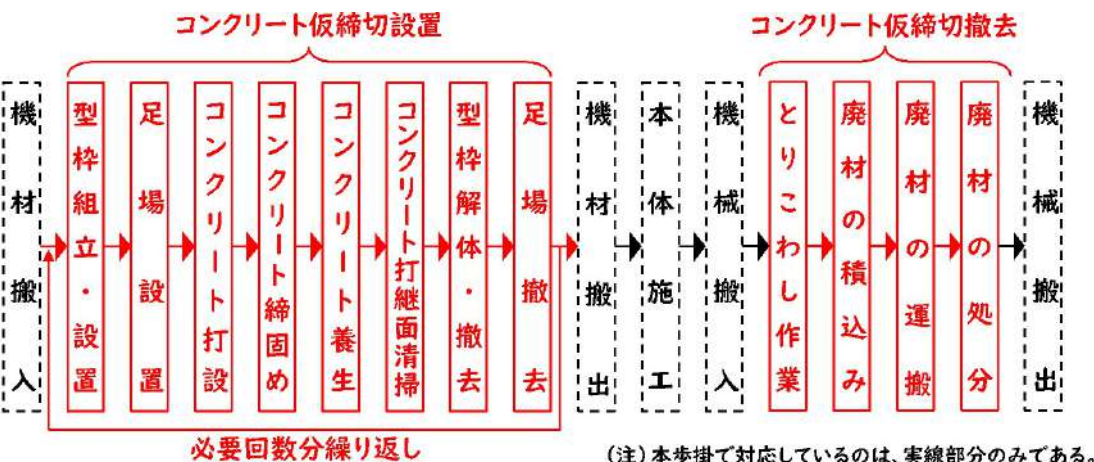 コンクリート仮締切設置
コンクリート仮締切撤去
機材搬入
型枠組立・設置
足場設置
コンクリート打設
コンクリート締固め
コンクリート養生
コンクリート打継面清掃
型枠解体・撤去
足場撤去
機材搬出
本体施工
機械搬入
とりこわし作業
廃材の積込み
廃材の運搬
廃材の処分
機械搬出
必要回数分繰り返し
(注)本歩掛で対応しているのは、実線部分のみである。